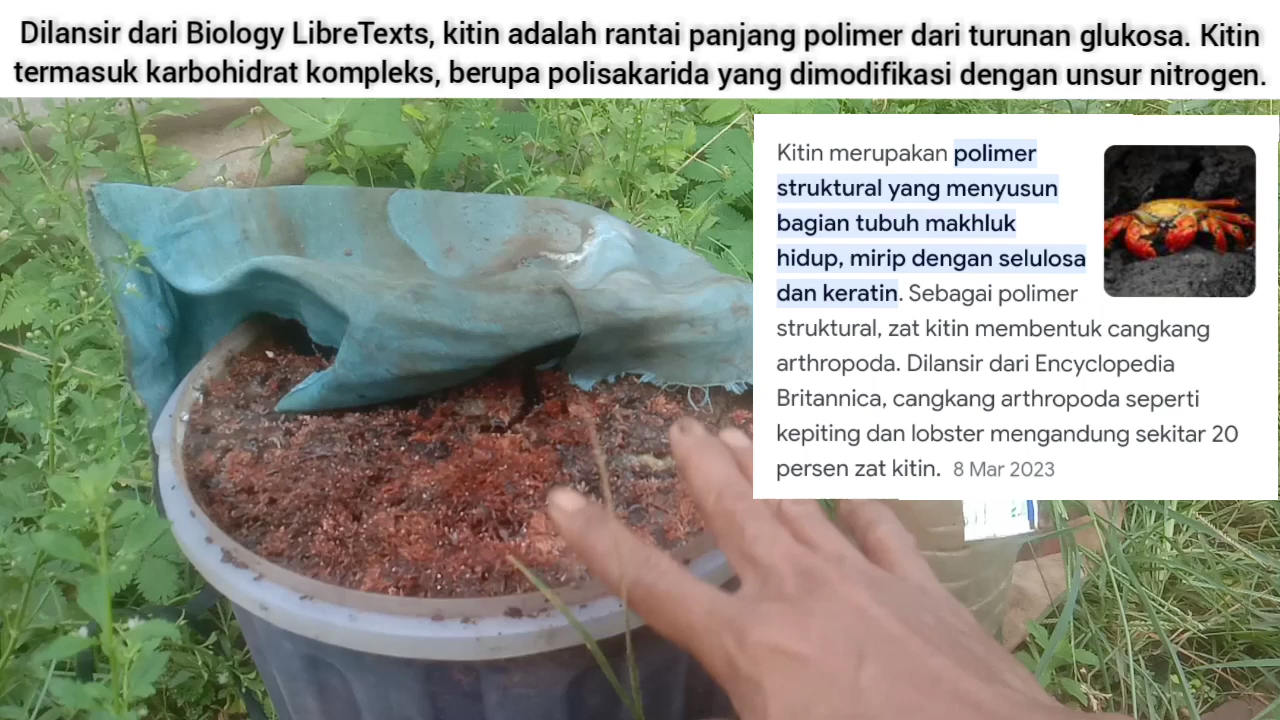 Dilansir dari Biology LibreTexts, kitin adalah rantai panjang polimer dari turunan glukosa. Kitin
termasuk karbohidrat kompleks, berupa polisakarida yang dimodifikasi dengan unsur nitrogen.
Kitin merupakan polimer
struktural yang menyusun
bagian tubuh makhluk
hidup, mirip dengan selulosa
dan keratin. Sebagai polimer
struktural, zat kitin membentuk cangkang
arthropoda. Dilansir dari Encyclopedia
Britannica, cangkang arthropoda seperti
kepiting dan lobster mengandung sekitar 20
persen zat kitin. 8 Mar 2023